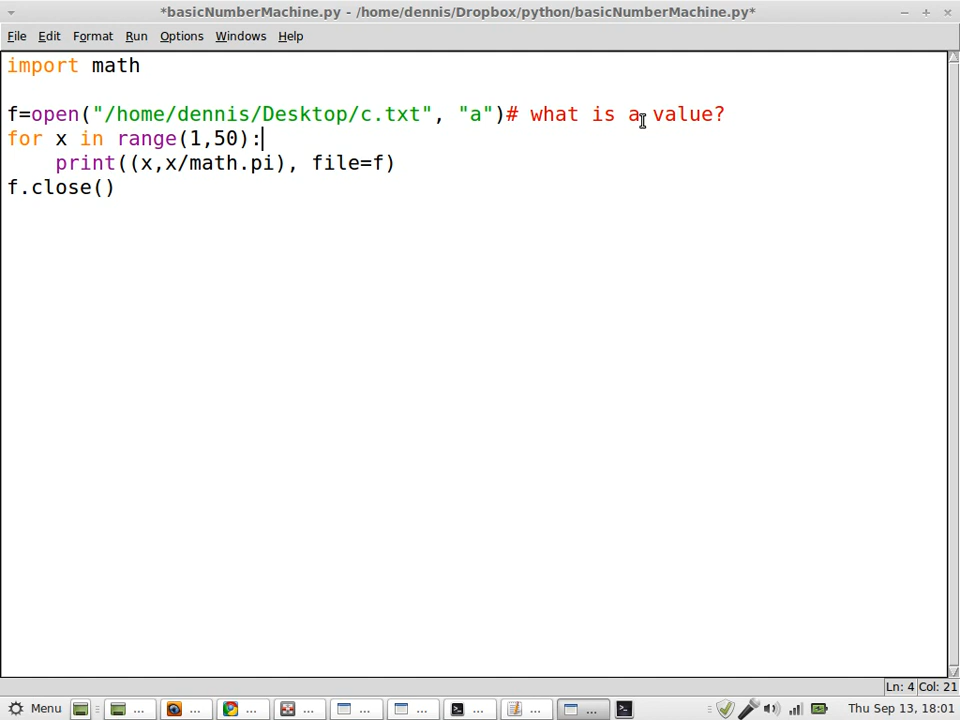 *basicNumberMachine.py - /home/dennis/Dropbox/python/basicNumberMachine.py*
File Edit Format Run Options Windows Help
import math
f=open("/home/dennis/Desktop/c.txt", "a")# what is a value?
for x in range(1,50):
    print((x,x/math.pi), file=f)
f.close()
Ln: 4 Col: 21
Menu ... ... ... ... ... ... ... ... ... Thu Sep 13, 18:01